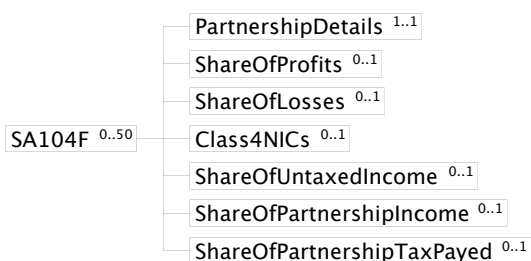 PartnershipDetails 1..1
ShareOfProfits 0..1
ShareOfLosses 0..1
SA104F 0..50
Class4NICs 0..1
ShareOfUntaxedIncome 0..1
ShareOfPartnershipIncome 0..1
ShareOfPartnershipTaxPayed 0..1